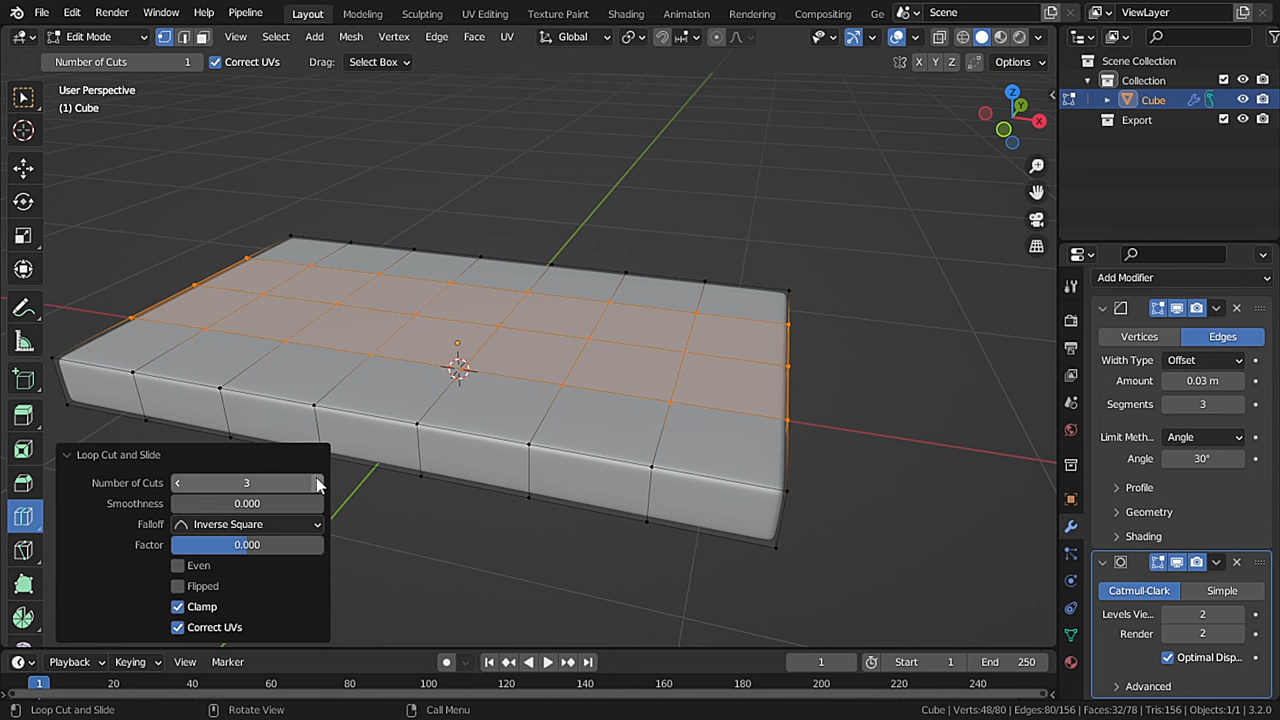 File Edit Render Window Help Pipeline Layout Modeling Sculpting UV Editing Texture Paint Shading Animation Rendering Compositing Ge Scene ViewLayer
Edit Mode View Select Add Mesh Vertex Edge Face UV Global
Number of Cuts 1 Correct UVs Drag: Select Box X Y Z Options
User Perspective
(1) Cube
Z
Y
X
Scene Collection
Collection
Cube
Export
Add Modifier
Vertices Edges
Width Type Offset
Amount 0.03 m
Segments 3
Limit Meth... Angle
Angle 30°
Profile
Geometry
Shading
Catmull-Clark Simple
Levels Vie... 2
Render 2
Optimal Disp...
Advanced
Loop Cut and Slide
Number of Cuts 3
Smoothness 0.000
Falloff Inverse Square
Factor 0.000
Even
Flipped
Clamp
Correct UVs
Playback Keying View Marker 1 Start 1 End 250
1 20 40 60 80 100 120 140 160 180 200 220 240
Loop Cut and Slide Rotate View Call Menu Cube | Verts:48/80 | Edges:80/156 | Faces:32/78 | Tris:156 | Objects:1/1 | 3.2.0